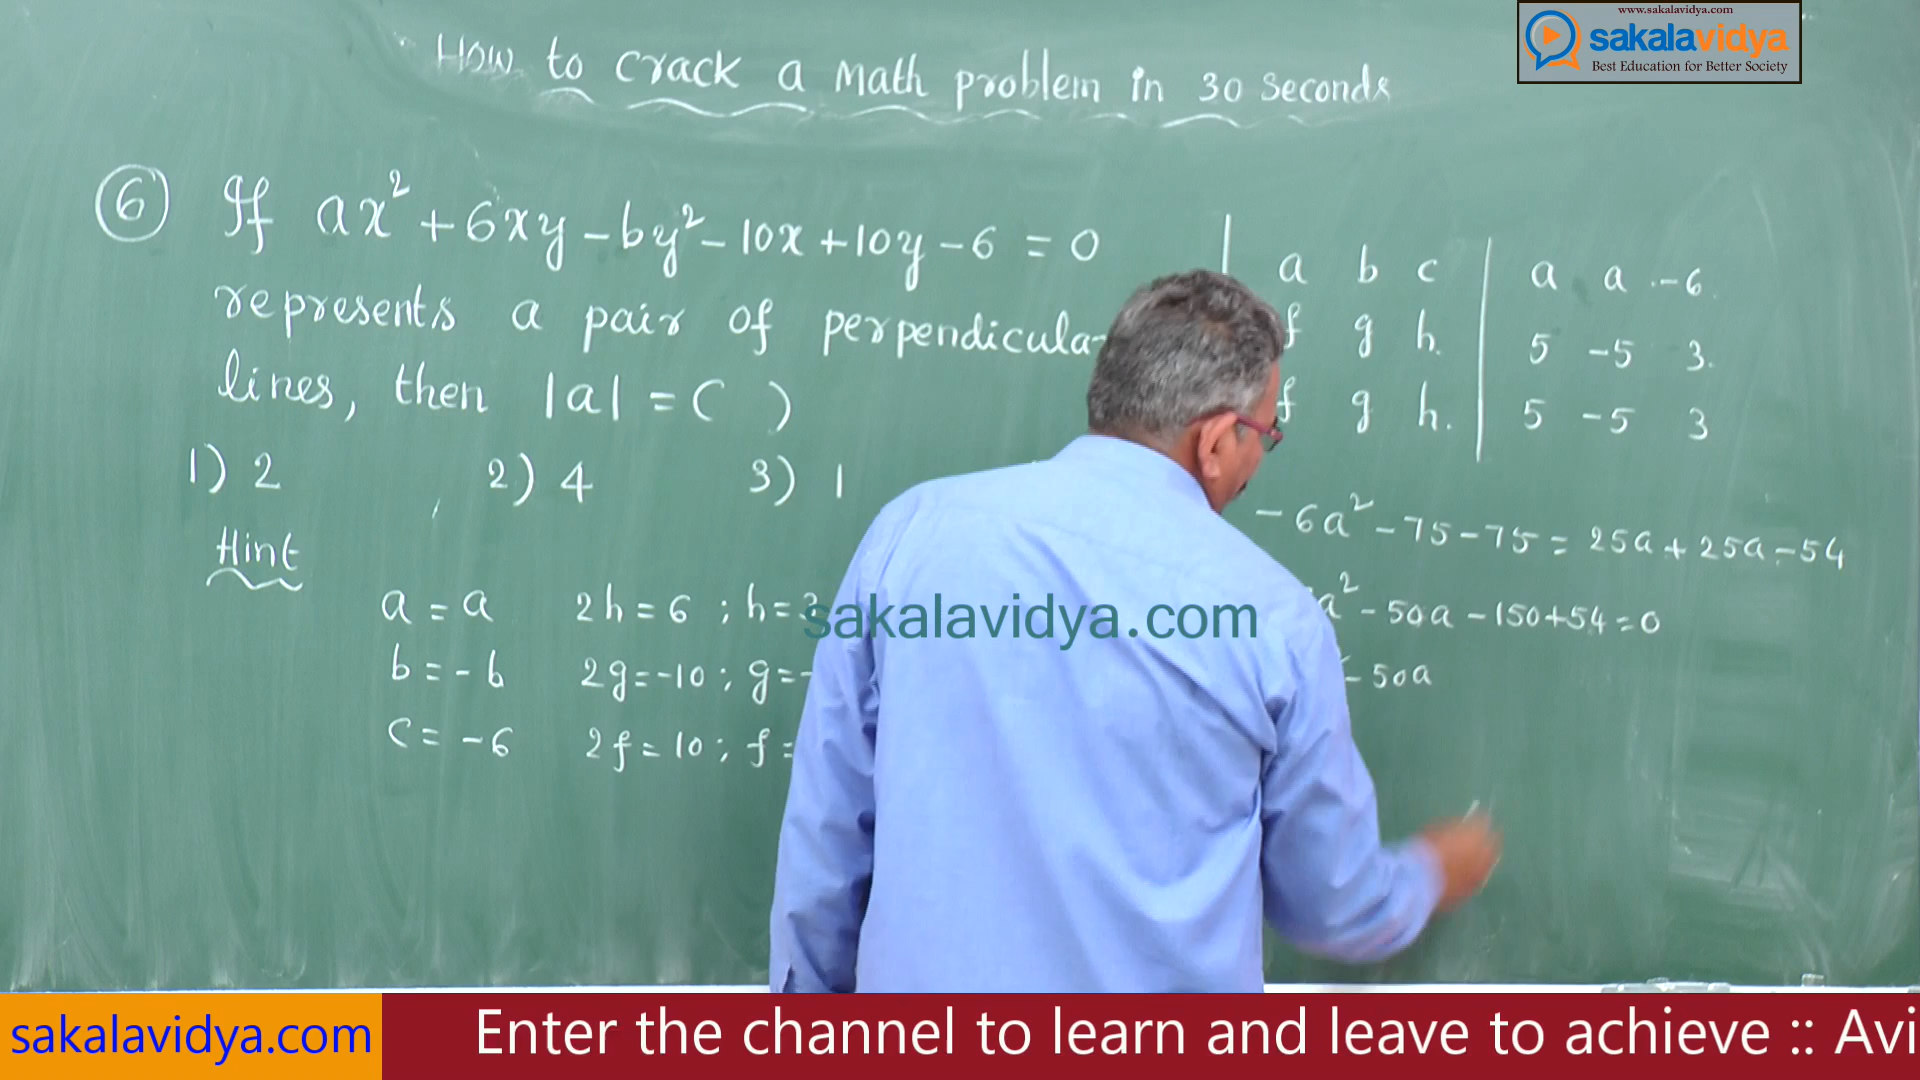 www.sakalavidya.com
sakalavidya
Best Education for Better Society
How to crack a Math problem in 30 seconds
⑥ If ax² + 6xy - by² - 10x + 10y - 6 = 0
represents a pair of perpendicular
lines, then |a| = ( )
1) 2 2) 4 3) 1
Hint
a = a 2h = 6 ; h = 3
b = -b 2g = -10 ; g = -
c = -6 2f = 10 ; f =
a b c | a a -6
f g h. | 5 -5 3.
f g h. | 5 -5 3
-6a² - 75 - 75 = 25a + 25a - 54
a² - 50a - 150 + 54 = 0
- 50a
sakalavidya.com
sakalavidya.com
Enter the channel to learn and leave to achieve :: Avi